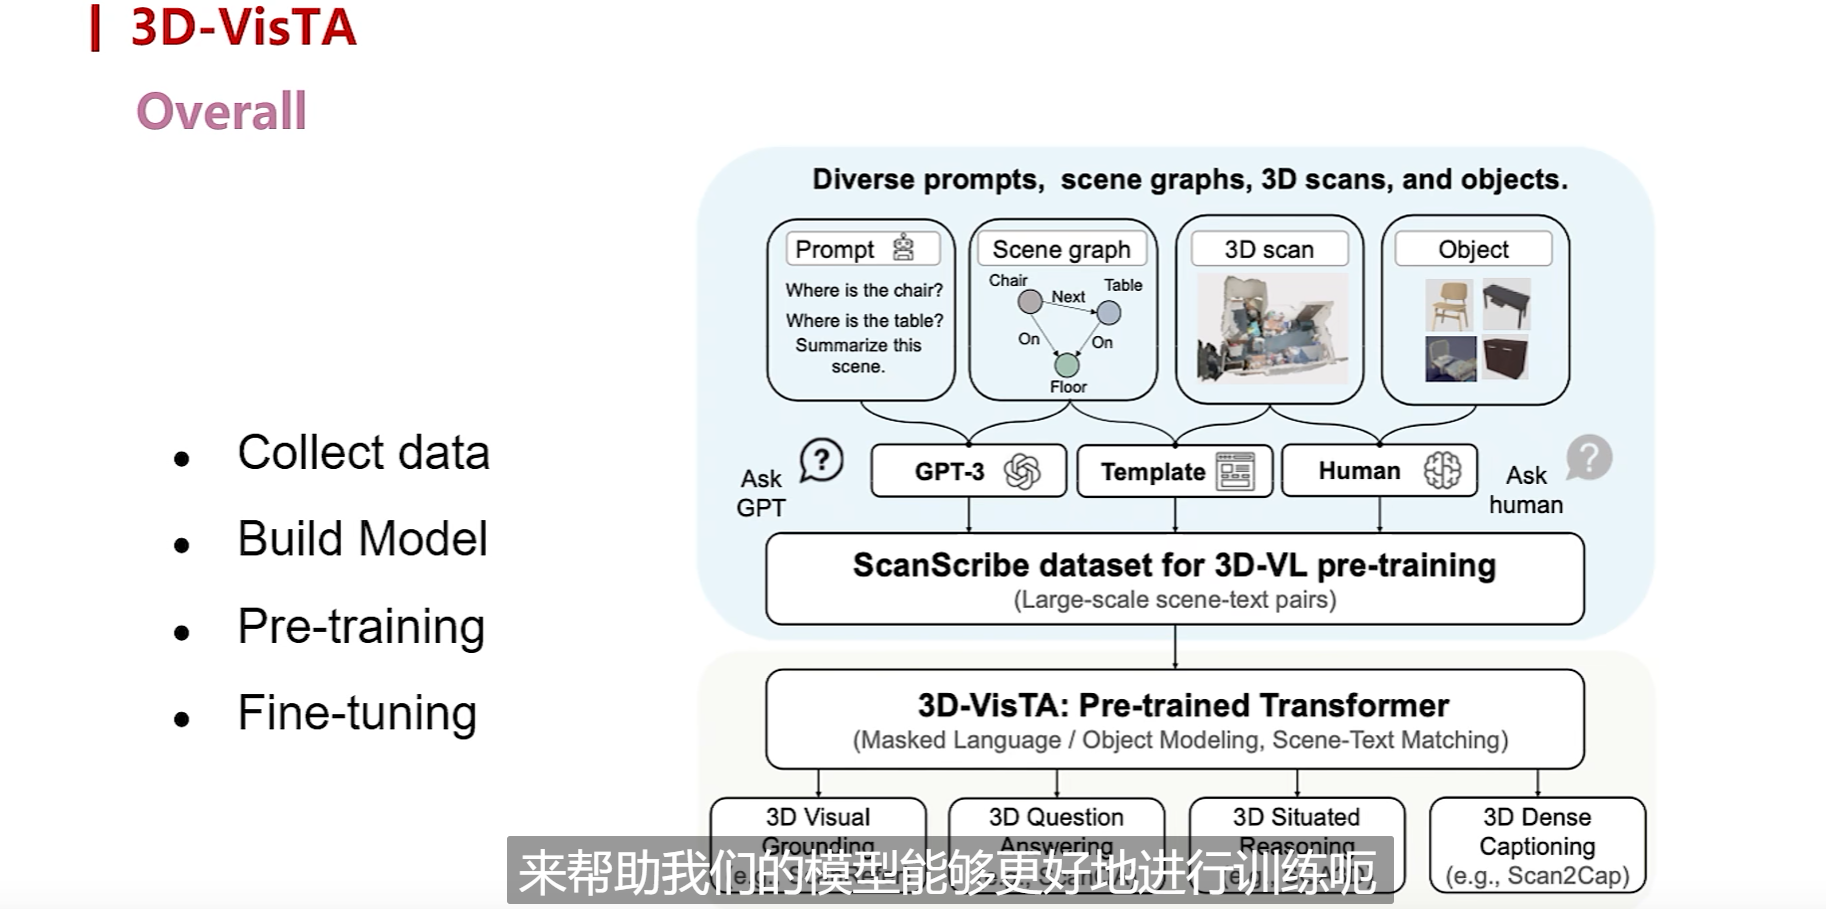 3D-VisTA
Overall
Collect data
Build Model
Pre-training
Fine-tuning
Diverse prompts, scene graphs, 3D scans, and objects.
Prompt
Where is the chair?
Where is the table?
Summarize this
scene.
Scene graph
Chair
Next
Table
On
On
Floor
3D scan
Object
Ask
GPT
?
GPT-3
Template
Human
Ask
human
?
ScanScribe dataset for 3D-VL pre-training
(Large-scale scene-text pairs)
3D-VisTA: Pre-trained Transformer
(Masked Language / Object Modeling, Scene-Text Matching)
3D Visual
Grounding
3D Question
Answering
3D Situated
Reasoning
3D Dense
Captioning
(e.g., Scan2Cap)
来帮助我们的模型能够更好地进行训练呃